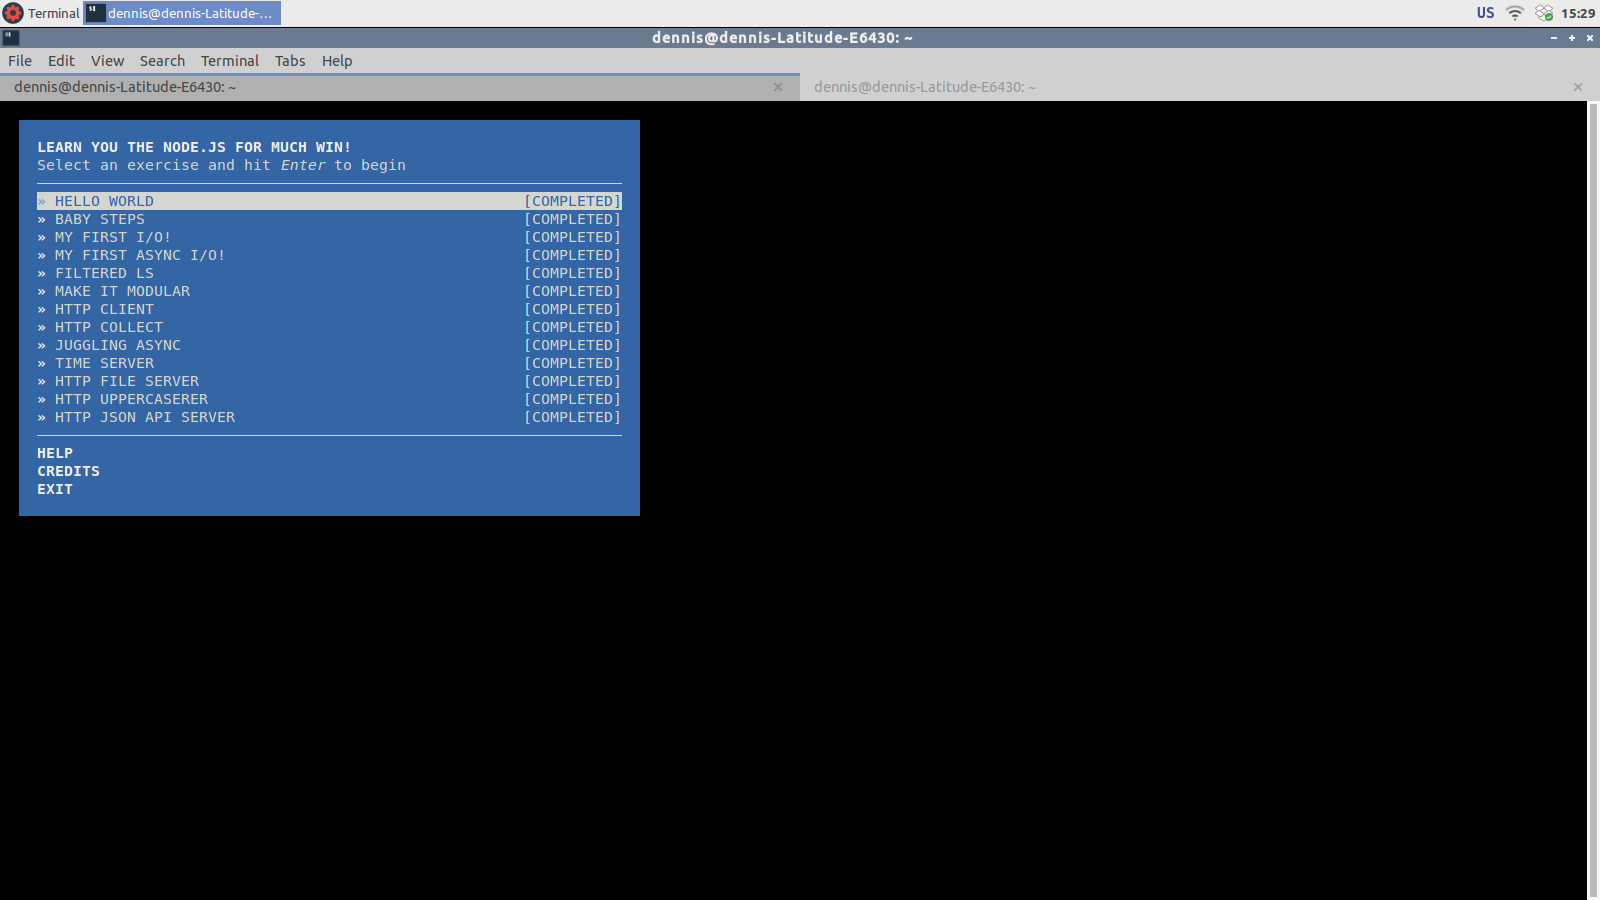 Terminal dennis@dennis-Latitude-... US 15:29
dennis@dennis-Latitude-E6430: ~
File Edit View Search Terminal Tabs Help
dennis@dennis-Latitude-E6430: ~ × dennis@dennis-Latitude-E6430: ~ ×
LEARN YOU THE NODE.JS FOR MUCH WIN!
Select an exercise and hit Enter to begin
» HELLO WORLD [COMPLETED]
» BABY STEPS [COMPLETED]
» MY FIRST I/O! [COMPLETED]
» MY FIRST ASYNC I/O! [COMPLETED]
» FILTERED LS [COMPLETED]
» MAKE IT MODULAR [COMPLETED]
» HTTP CLIENT [COMPLETED]
» HTTP COLLECT [COMPLETED]
» JUGGLING ASYNC [COMPLETED]
» TIME SERVER [COMPLETED]
» HTTP FILE SERVER [COMPLETED]
» HTTP UPPERCASERER [COMPLETED]
» HTTP JSON API SERVER [COMPLETED]
HELP
CREDITS
EXIT